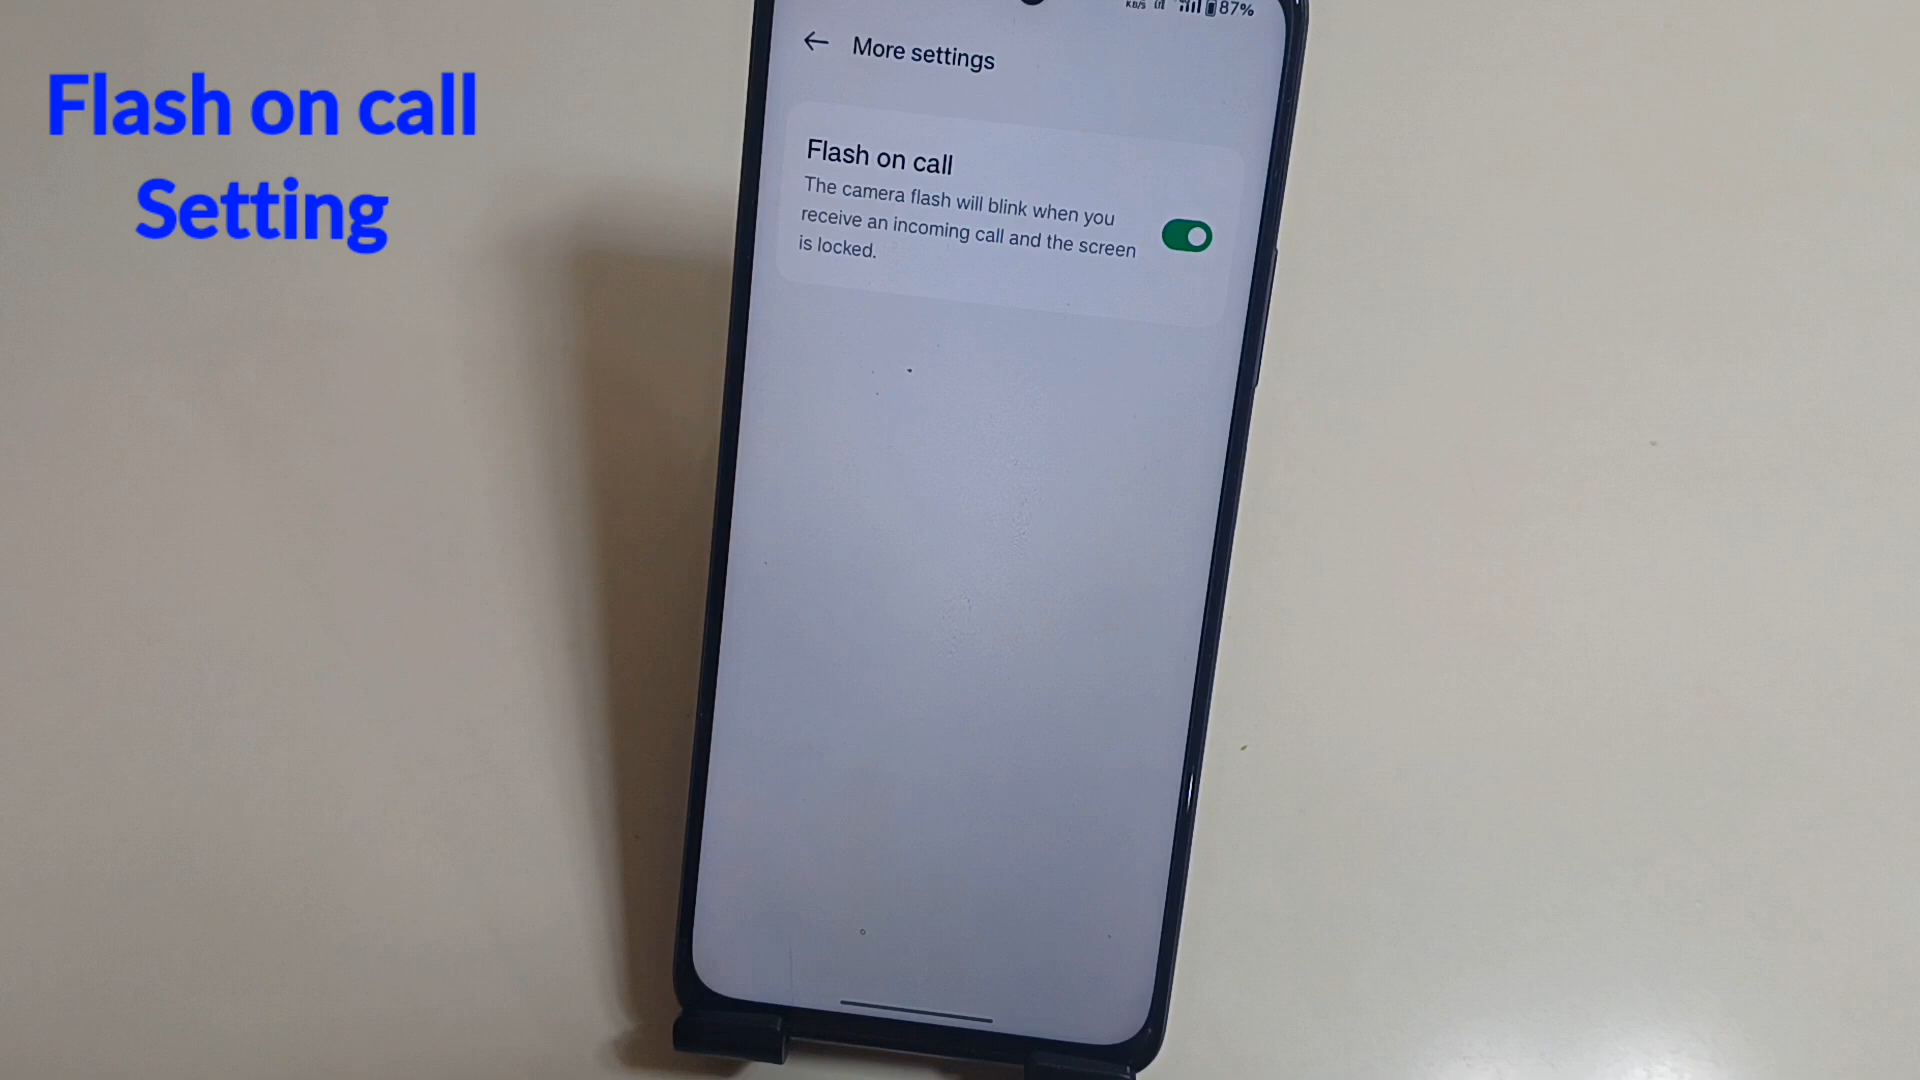 Flash on call
Setting
KB/S 87%
More settings
Flash on call
The camera flash will blink when you
receive an incoming call and the screen
is locked.